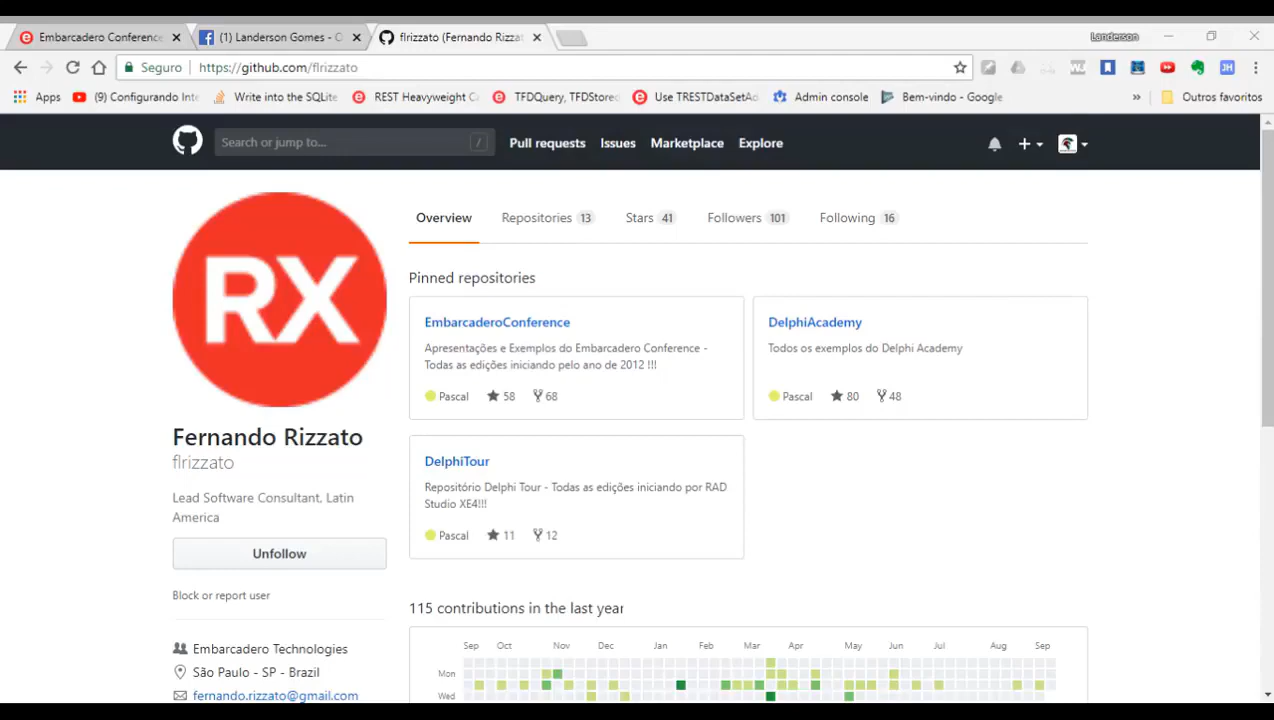 Embarcadero Conference
(1) Landerson Gomes - C
flrizzato (Fernando Rizzat
Landerson
Seguro
https://github.com/flrizzato
Apps
(9) Configurando Inte
Write into the SQLite
REST Heavyweight Ca
TFDQuery, TFDStored
Use TRESTDataSetAd
Admin console
Bem-vindo - Google
»
Outros favoritos
Search or jump to...
/
Pull requests
Issues
Marketplace
Explore
RX
Overview
Repositories 13
Stars 41
Followers 101
Following 16
Pinned repositories
EmbarcaderoConference
Apresentações e Exemplos do Embarcadero Conference -
Todas as edições iniciando pelo ano de 2012 !!!
Pascal 58 68
DelphiAcademy
Todos os exemplos do Delphi Academy
Pascal 80 48
DelphiTour
Repositório Delphi Tour - Todas as edições iniciando por RAD
Studio XE4!!!
Pascal 11 12
Fernando Rizzato
flrizzato
Lead Software Consultant, Latin
America
Unfollow
Block or report user
Embarcadero Technologies
São Paulo - SP - Brazil
fernando.rizzato@gmail.com
115 contributions in the last year
Sep Oct Nov Dec Jan Feb Mar Apr May Jun Jul Aug Sep
Mon
Wed